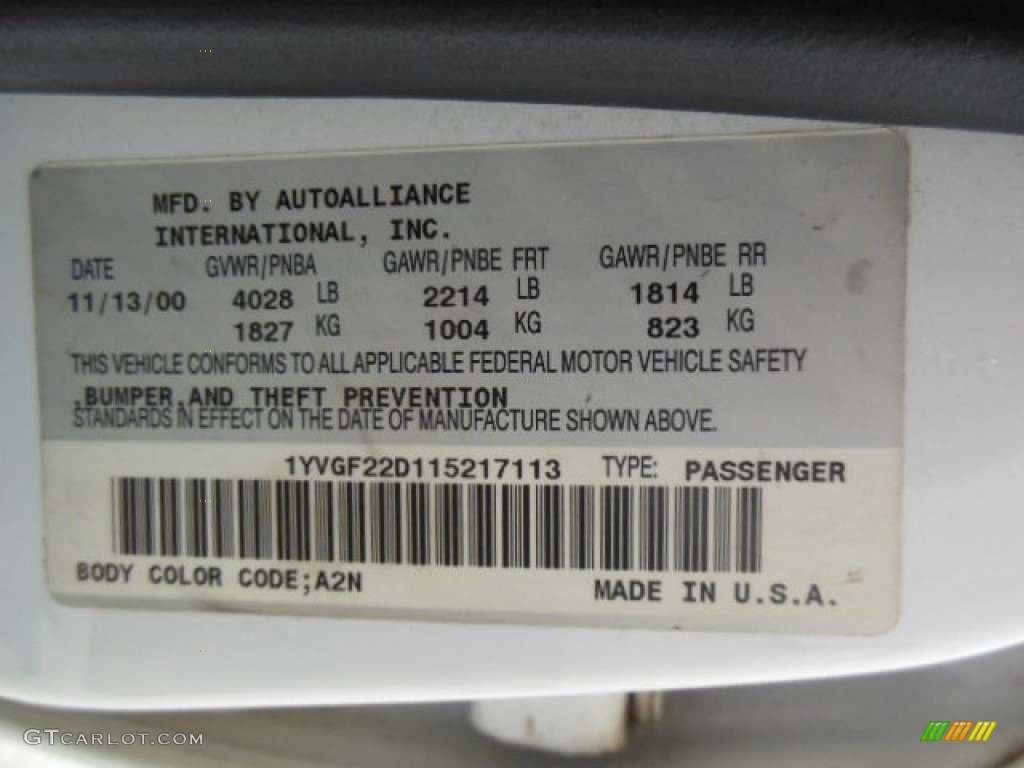 MFD. BY AUTOALLIANCE
INTERNATIONAL, INC.
DATE GVWR/PNBA GAWR/PNBE FRT GAWR/PNBE RR
11/13/00 4028 LB 2214 LB 1814 LB
1827 KG 1004 KG 823 KG
THIS VEHICLE CONFORMS TO ALL APPLICABLE FEDERAL MOTOR VEHICLE SAFETY
,BUMPER,AND THEFT PREVENTION
STANDARDS IN EFFECT ON THE DATE OF MANUFACTURE SHOWN ABOVE.
1YVGF22D115217113 TYPE: PASSENGER
BODY COLOR CODE;A2N MADE IN U.S.A.
GTCARLOT.COM